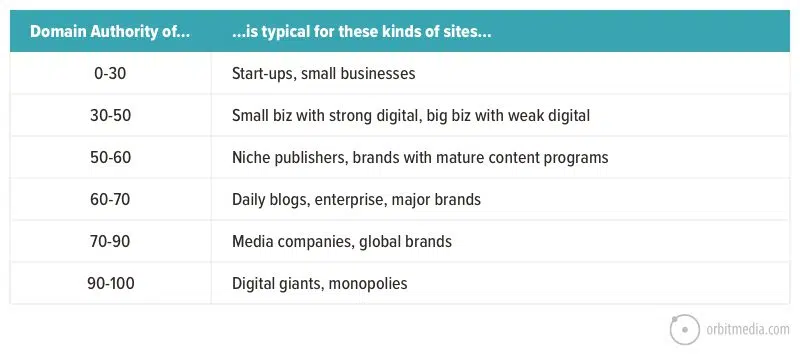 Domain Authority of... ...is typical for these kinds of sites...
0-30 Start-ups, small businesses
30-50 Small biz with strong digital, big biz with weak digital
50-60 Niche publishers, brands with mature content programs
60-70 Daily blogs, enterprise, major brands
70-90 Media companies, global brands
90-100 Digital giants, monopolies
orbitmedia.com